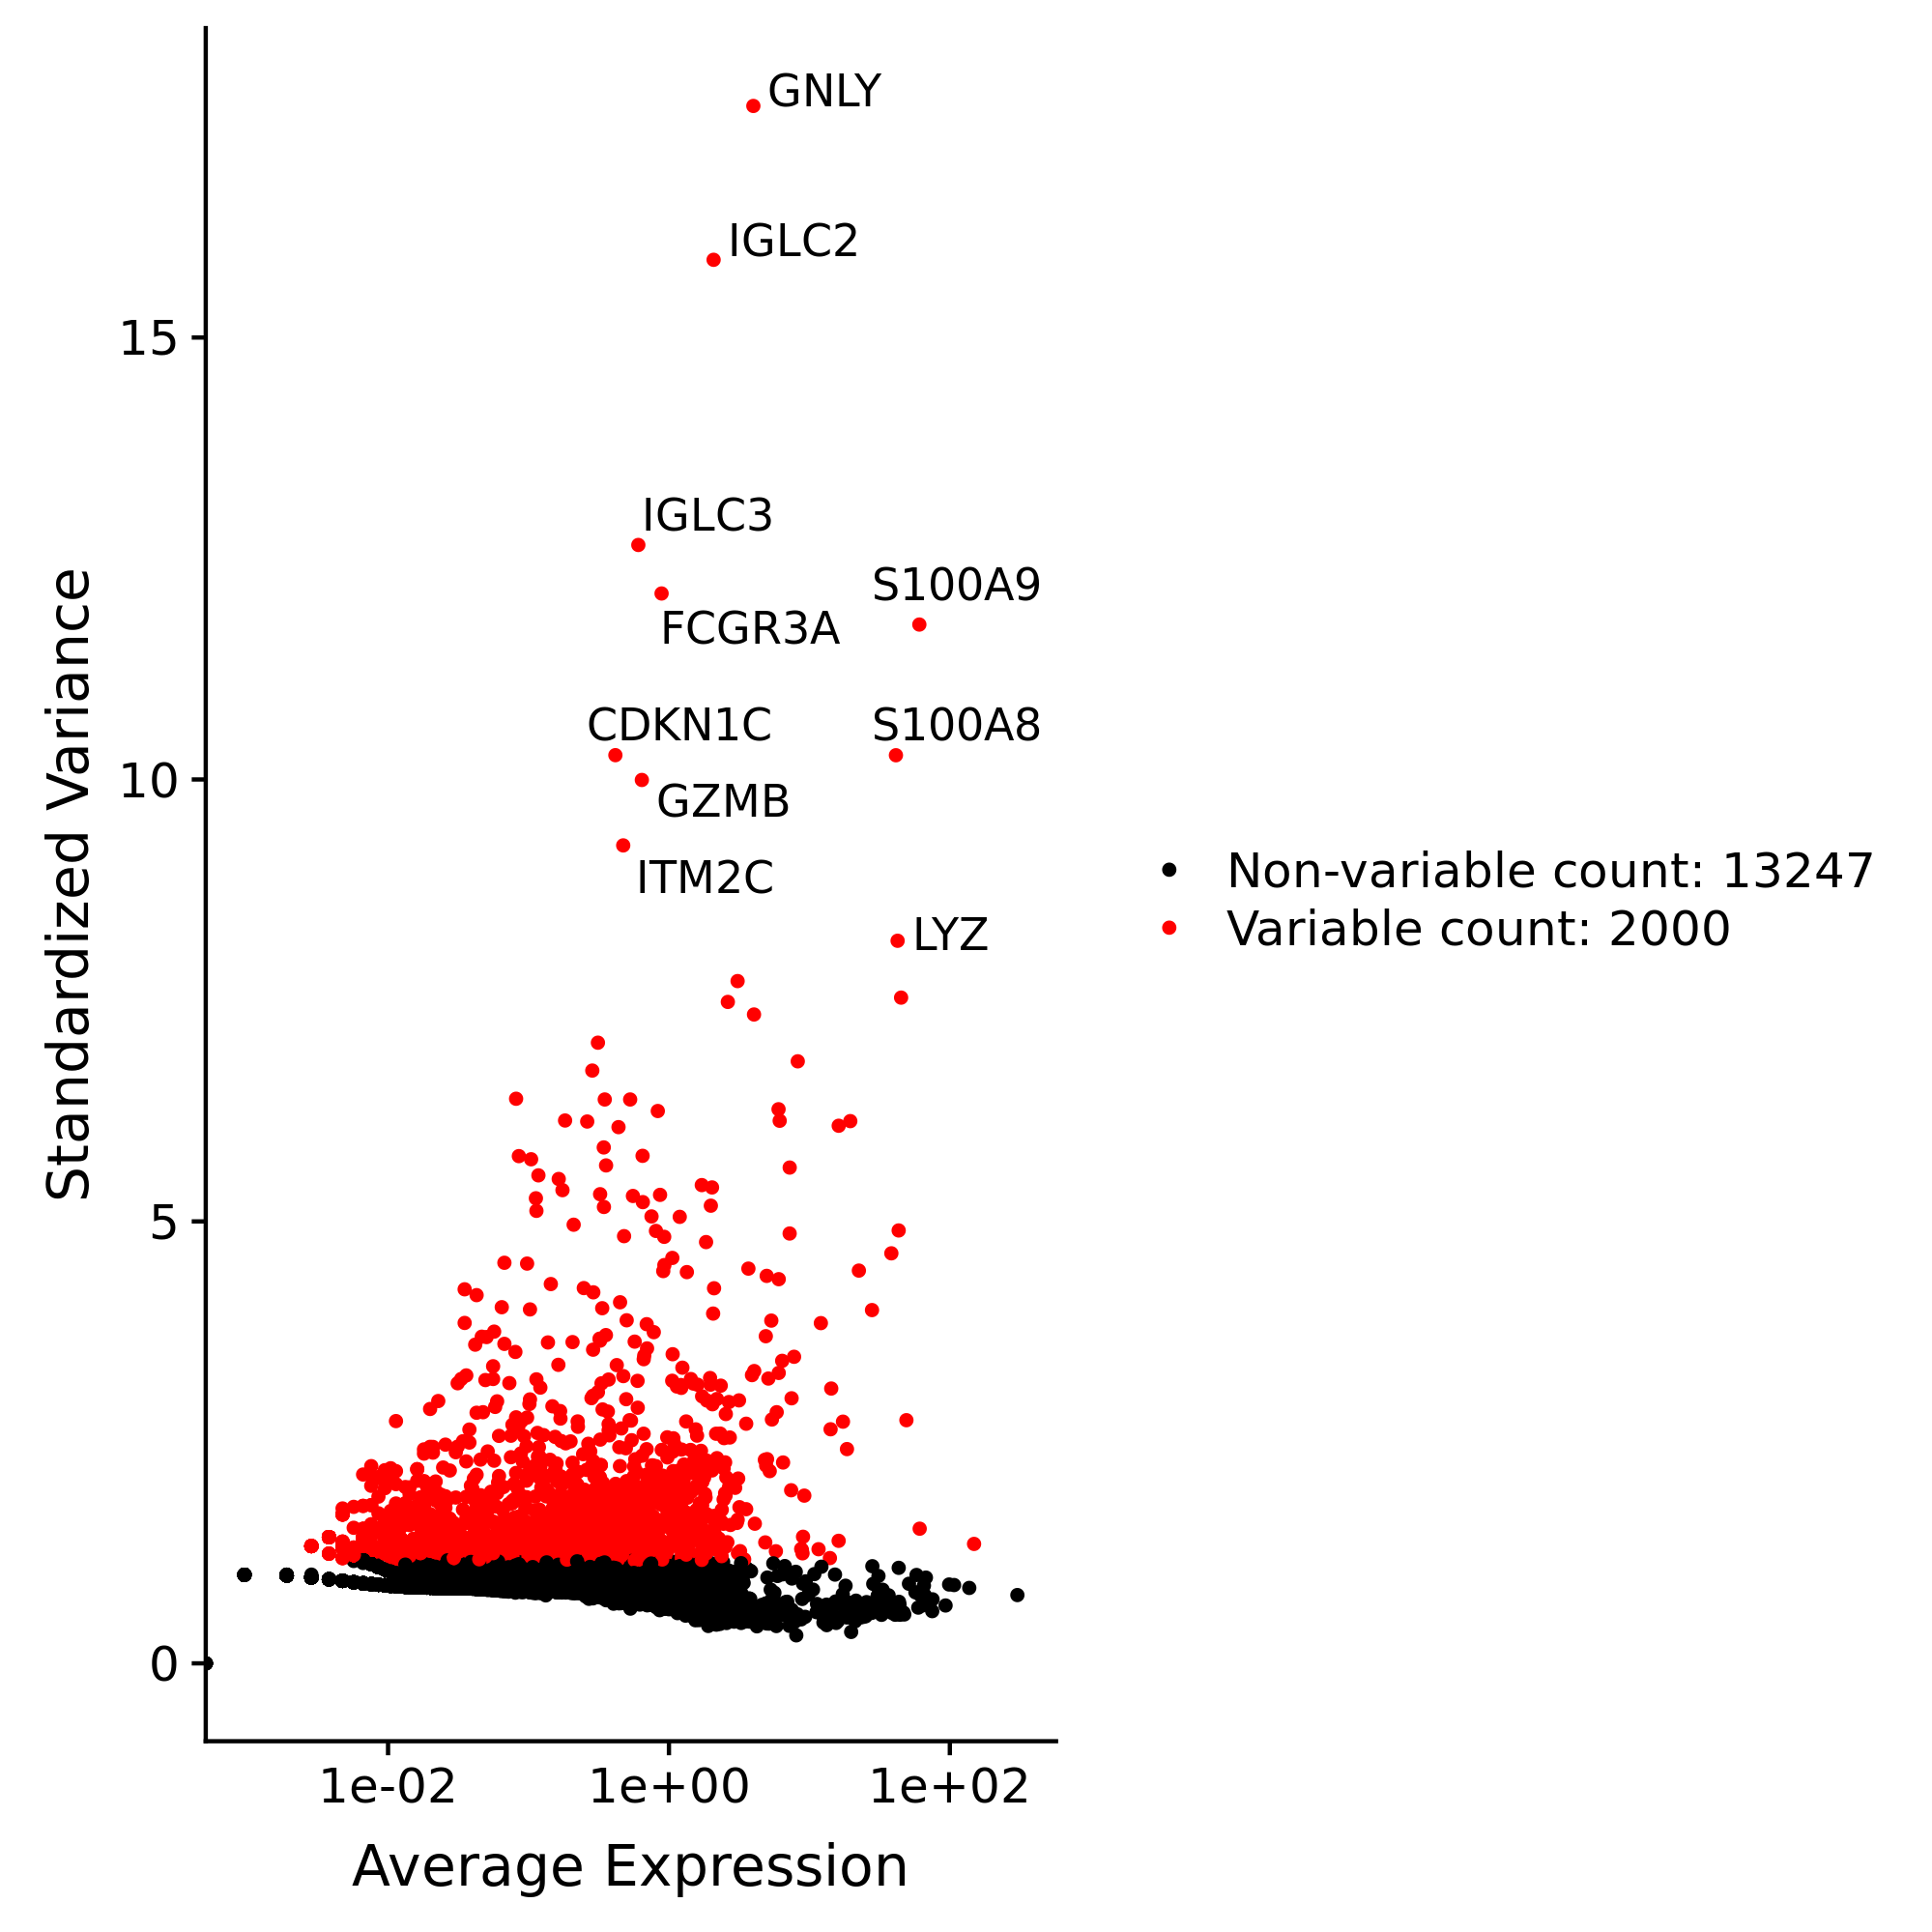 GNLY
IGLC2
15
IGLC3
S100A9
FCGR3A
CDKN1C
S100A8
10
GZMB
ITM2C
LYZ
5
0
Standardized Variance
1e-02
1e+00
1e+02
Average Expression
Non-variable count: 13247
Variable count: 2000